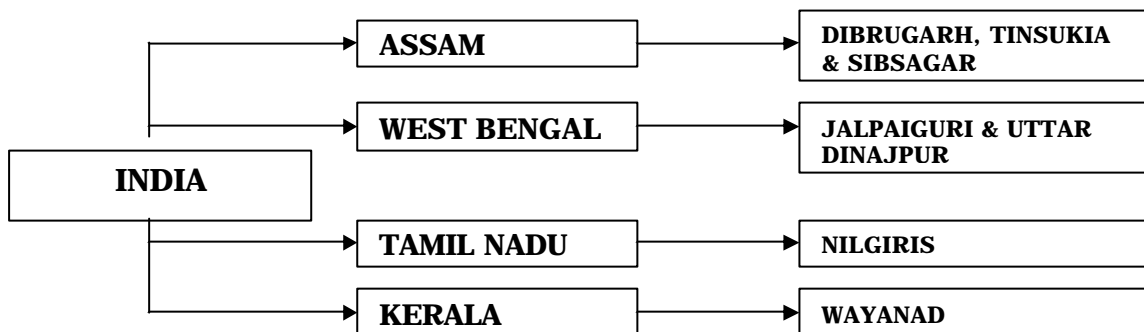 ASSAM
DIBRUGARH, TINSUKIA
& SIBSAGAR
WEST BENGAL
JALPAIGURI & UTTAR
DINAJPUR
INDIA
TAMIL NADU
NILGIRIS
KERALA
WAYANAD